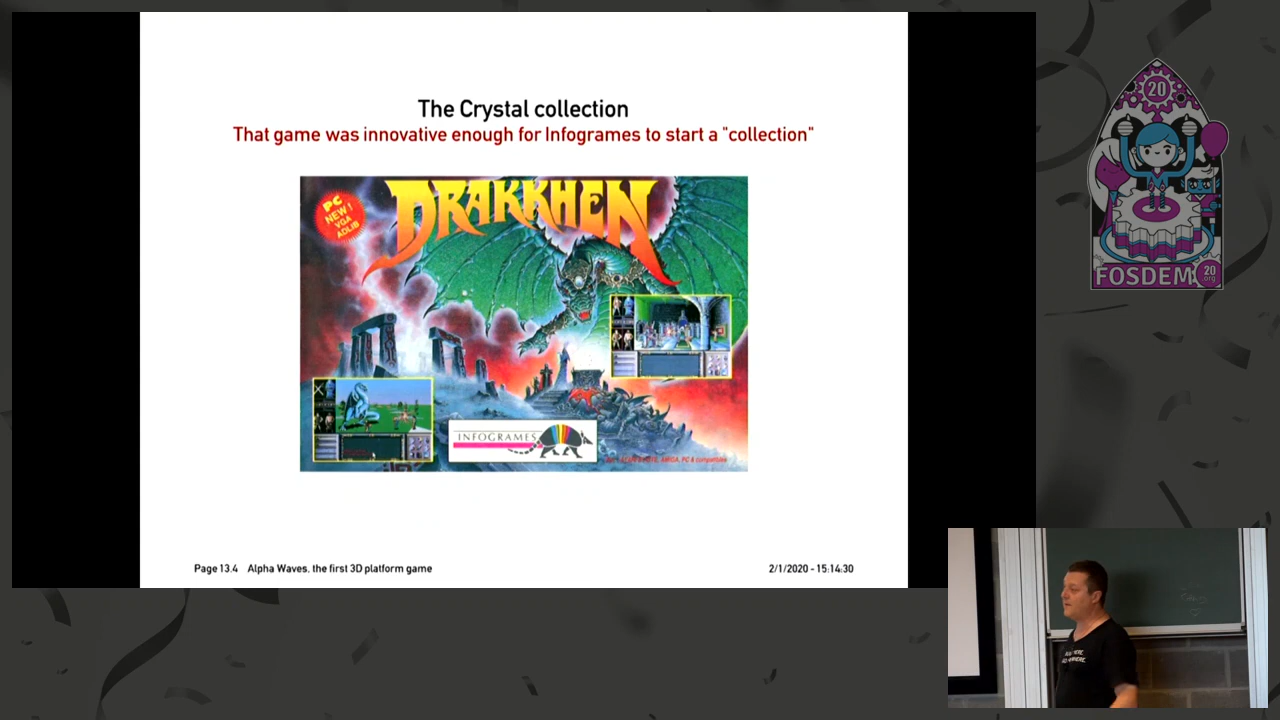 The Crystal collection
That game was innovative enough for Infogrames to start a "collection"
DRAKKHEN
PC
NEW!
VGA
ADLIB
INFOGRAMES
Page 13.4 Alpha Waves, the first 3D platform game
2/1/2020 - 15:14:30
20
FOSDEM
20
.org